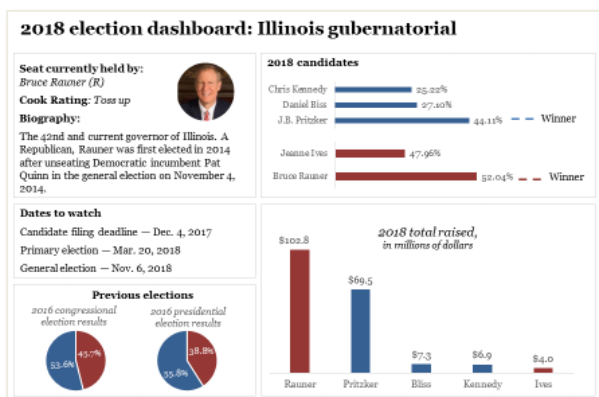 2018 election dashboard: Illinois gubernatorial
Seat currently held by:
Bruce Rauner (R)
Cook Rating: Toss up
Biography:
The 42nd and current governor of Illinois. A
Republican, Rauner was first elected in 2014
after unseating Democratic incumbent Pat
Quinn in the general election on November 4,
2014.
2018 candidates
Chris Kennedy 25.22%
Daniel Biss 27.10%
J.B. Pritzker 44.11% Winner
Jeanne Ives 47.96%
Bruce Rauner 52.04% Winner
Dates to watch
Candidate filing deadline — Dec. 4, 2017
Primary election — Mar. 20, 2018
General election — Nov. 6, 2018
Previous elections
2016 congressional
election results
53.6% 45.7%
2016 presidential
election results
55.8% 38.8%
2018 total raised,
in millions of dollars
$102.8 $69.5 $7.3 $6.9 $4.0
Rauner Pritzker Bliss Kennedy Ives